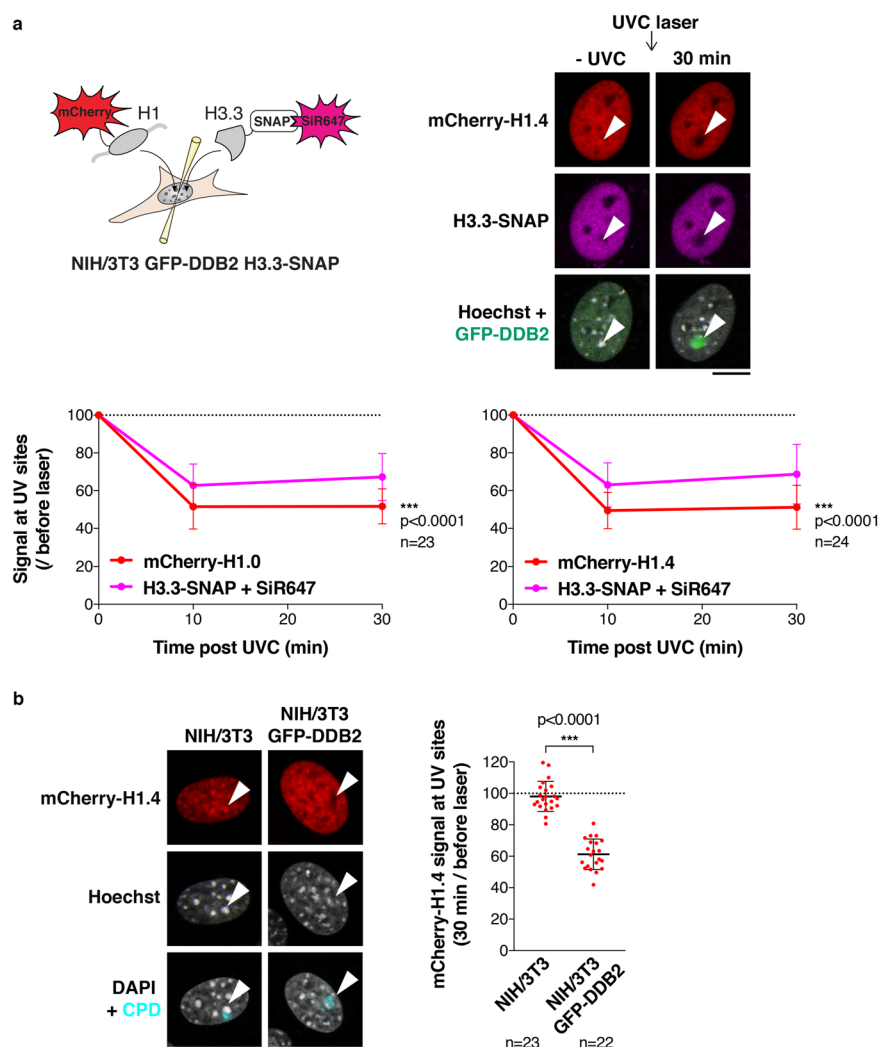 a
mCherry
H1
H3.3
SNAP
SiR647
NIH/3T3 GFP-DDB2 H3.3-SNAP
UVC laser
- UVC
30 min
mCherry-H1.4
H3.3-SNAP
Hoechst +
GFP-DDB2
Signal at UV sites
(/ before laser)
100
80
60
40
20
0
0
10
20
30
Time post UVC (min)
mCherry-H1.0
H3.3-SNAP + SiR647
***
p<0.0001
n=23
100
80
60
40
20
0
0
10
20
30
Time post UVC (min)
mCherry-H1.4
H3.3-SNAP + SiR647
***
p<0.0001
n=24
b
NIH/3T3
NIH/3T3
GFP-DDB2
mCherry-H1.4
Hoechst
DAPI
+ CPD
mCherry-H1.4 signal at UV sites
(30 min / before laser)
p<0.0001
***
120
100
80
60
40
20
0
NIH/3T3
NIH/3T3
GFP-DDB2
n=23
n=22